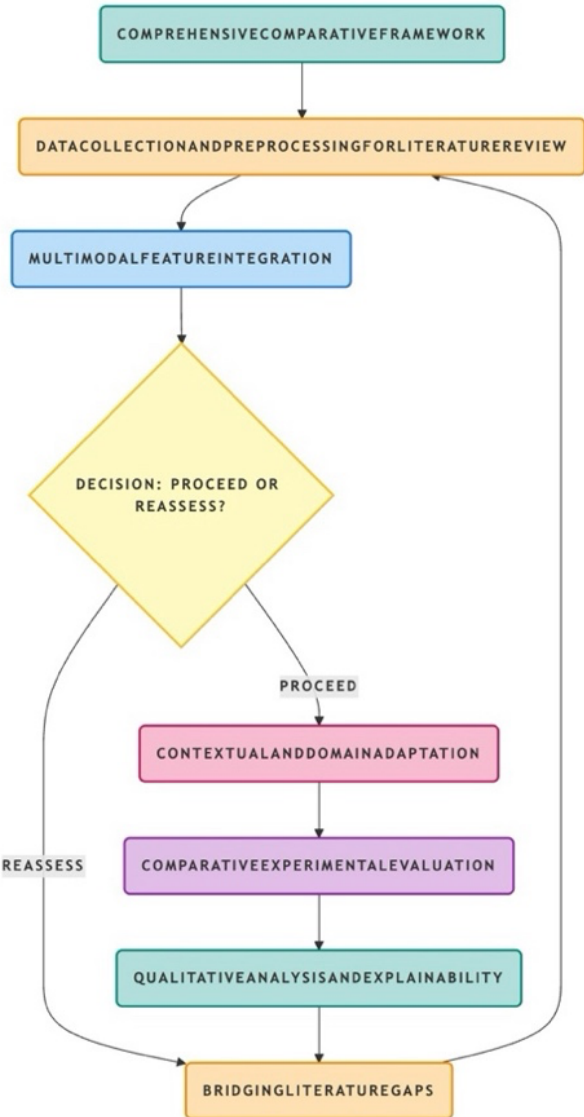 COMPREHENSIVECOMPARATIVEFRAMEWORK
DATACOLLECTIONANDPREPROCESSINGFORLITERATUREREVIEW
MULTIMODALFEATUREINTEGRATION
DECISION: PROCEED OR
REASSESS?
PROCEED
CONTEXTUALANDDOMAINADAPTATION
COMPARATIVEEXPERIMENTALEVALUATION
REASSESS
QUALITATIVEANALYSISANDEXPLAINABILITY
BRIDGINGLITERATUREGAPS